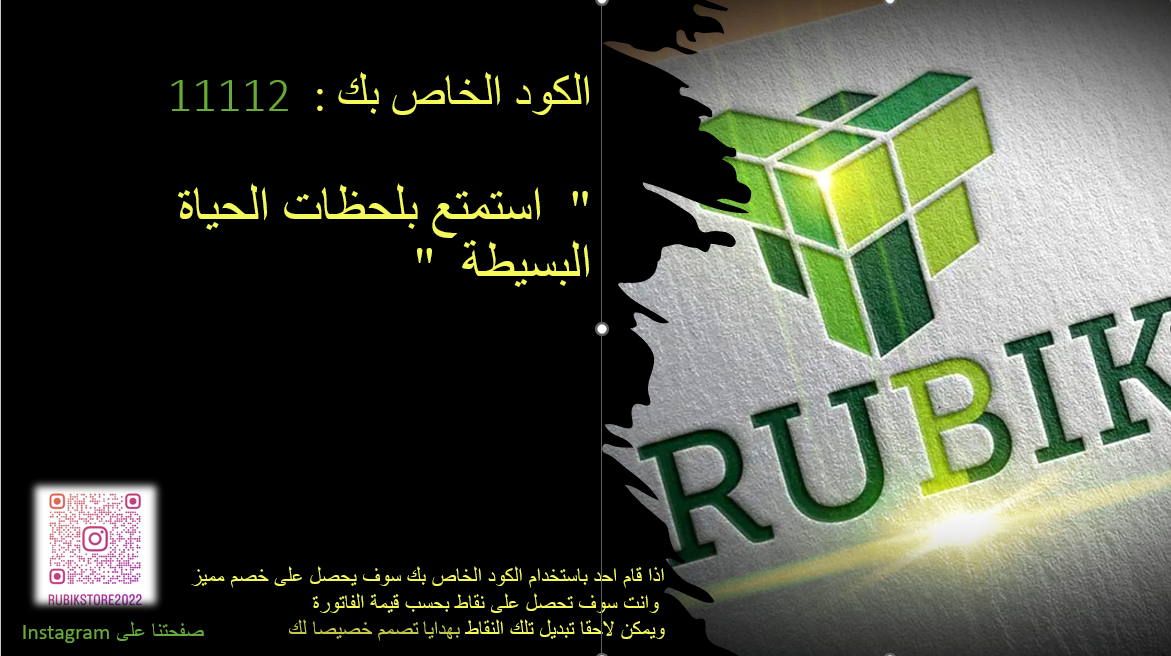 الكود الخاص بك : 11112
" استمتع بلحظات الحياة
البسيطة "
RUBIK
اذا قام احد باستخدام الكود الخاص بك سوف يحصل على خصم مميز
وانت سوف تحصل على نقاط بحسب قيمة الفاتورة
ويمكن لاحقا تبديل تلك النقاط بهدايا تصمم خصيصا لك
RUBIKSTORE2022
صفحتنا على Instagram